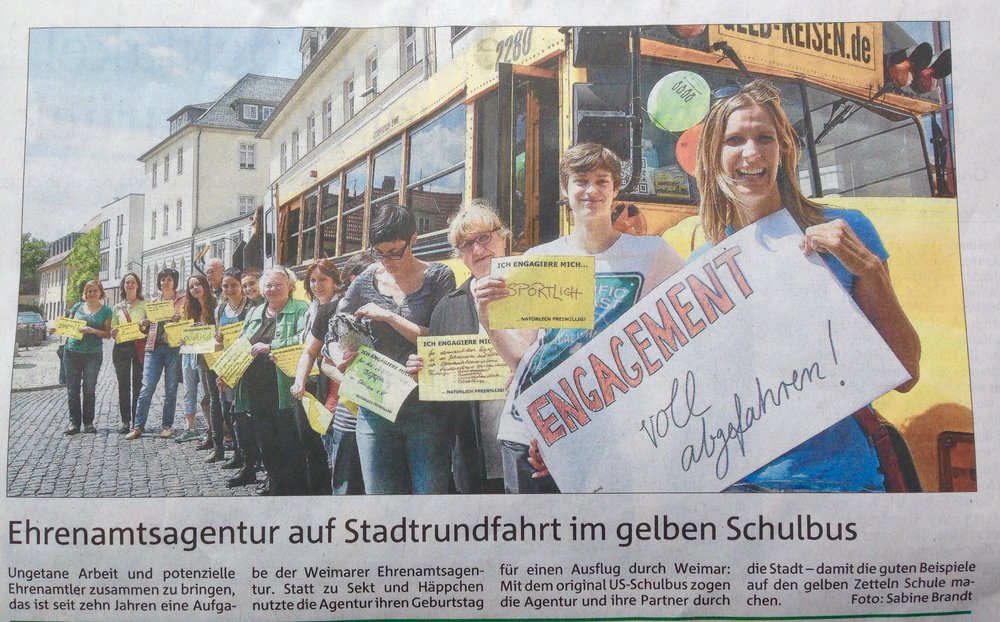 2280
ELD-REISEN.de
ICH ENGAGIERE MICH...
SPORTLICH
...NATÜRLICH FREIWILLIG!
ICH ENGAGIERE MICH...
...NATÜRLICH FREIWILLIG!
ICH ENGAGIERE MICH...
ENGAGEMENT
voll
abgefahren!
Ehrenamtsagentur auf Stadtrundfahrt im gelben Schulbus
Ungetane Arbeit und potenzielle
Ehrenamtler zusammen zu bringen,
das ist seit zehn Jahren eine Aufga-
be der Weimarer Ehrenamtsagen-
tur. Statt zu Sekt und Häppchen
nutzte die Agentur ihren Geburtstag
für einen Ausflug durch Weimar:
Mit dem original US-Schulbus zogen
die Agentur und ihre Partner durch
die Stadt – damit die guten Beispiele
auf den gelben Zetteln Schule ma-
chen. Foto: Sabine Brandt